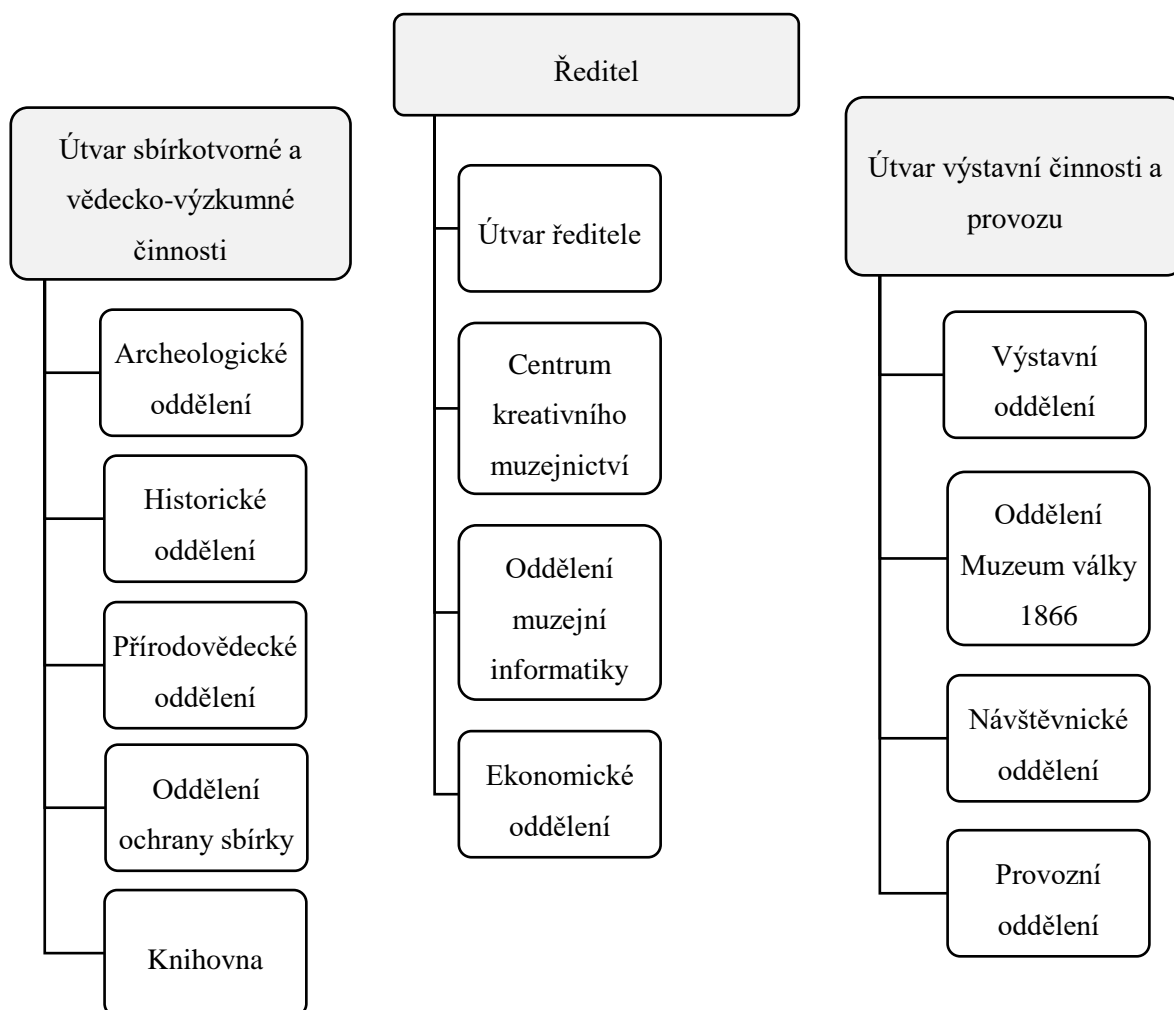 Ředitel
Útvar sbírkotvorné a
vědecko-výzkumné
činnosti
Archeologické
oddělení
Historické
oddělení
Přírodovědecké
oddělení
Oddělení
ochrany sbírky
Knihovna
Útvar ředitele
Centrum
kreativního
muzejnictví
Oddělení
muzejní
informatiky
Ekonomické
oddělení
Útvar výstavní činnosti a
provozu
Výstavní
oddělení
Oddělení
Muzeum války
1866
Návštěvnické
oddělení
Provozní
oddělení